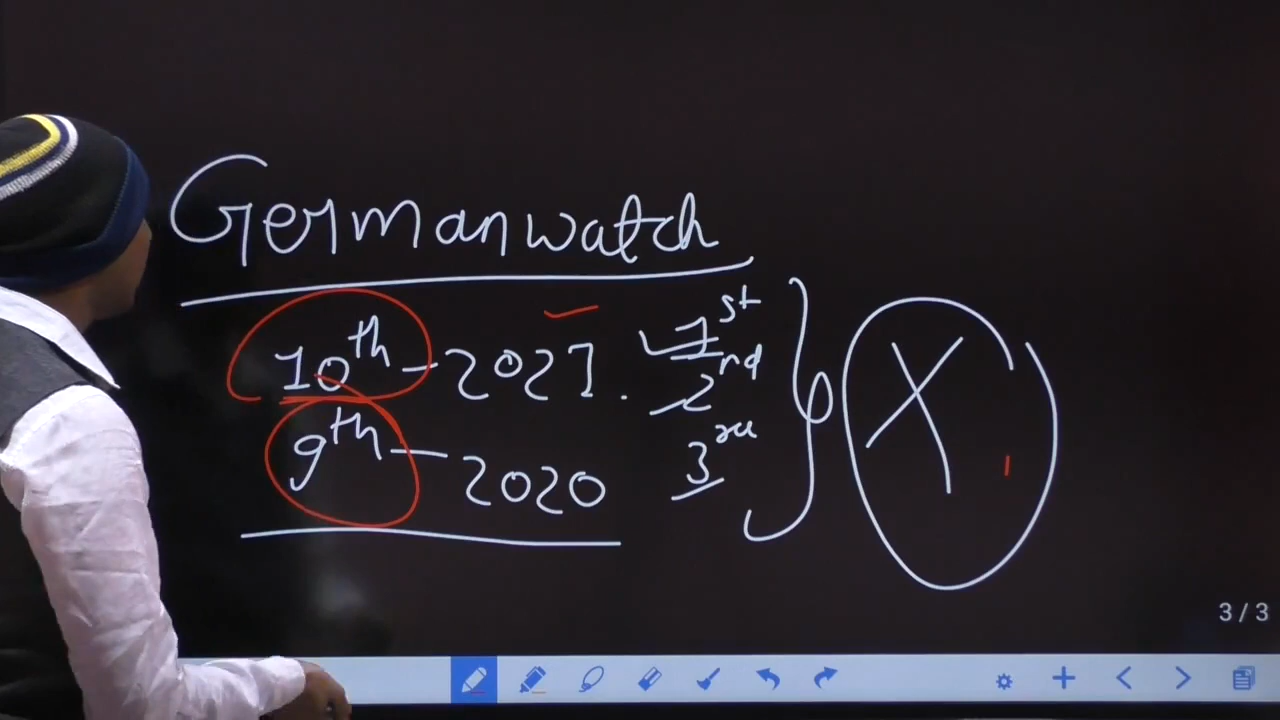 Germanwatch
10th - 2021. 1st
2nd
9th - 2020 3rd
X
3 / 3